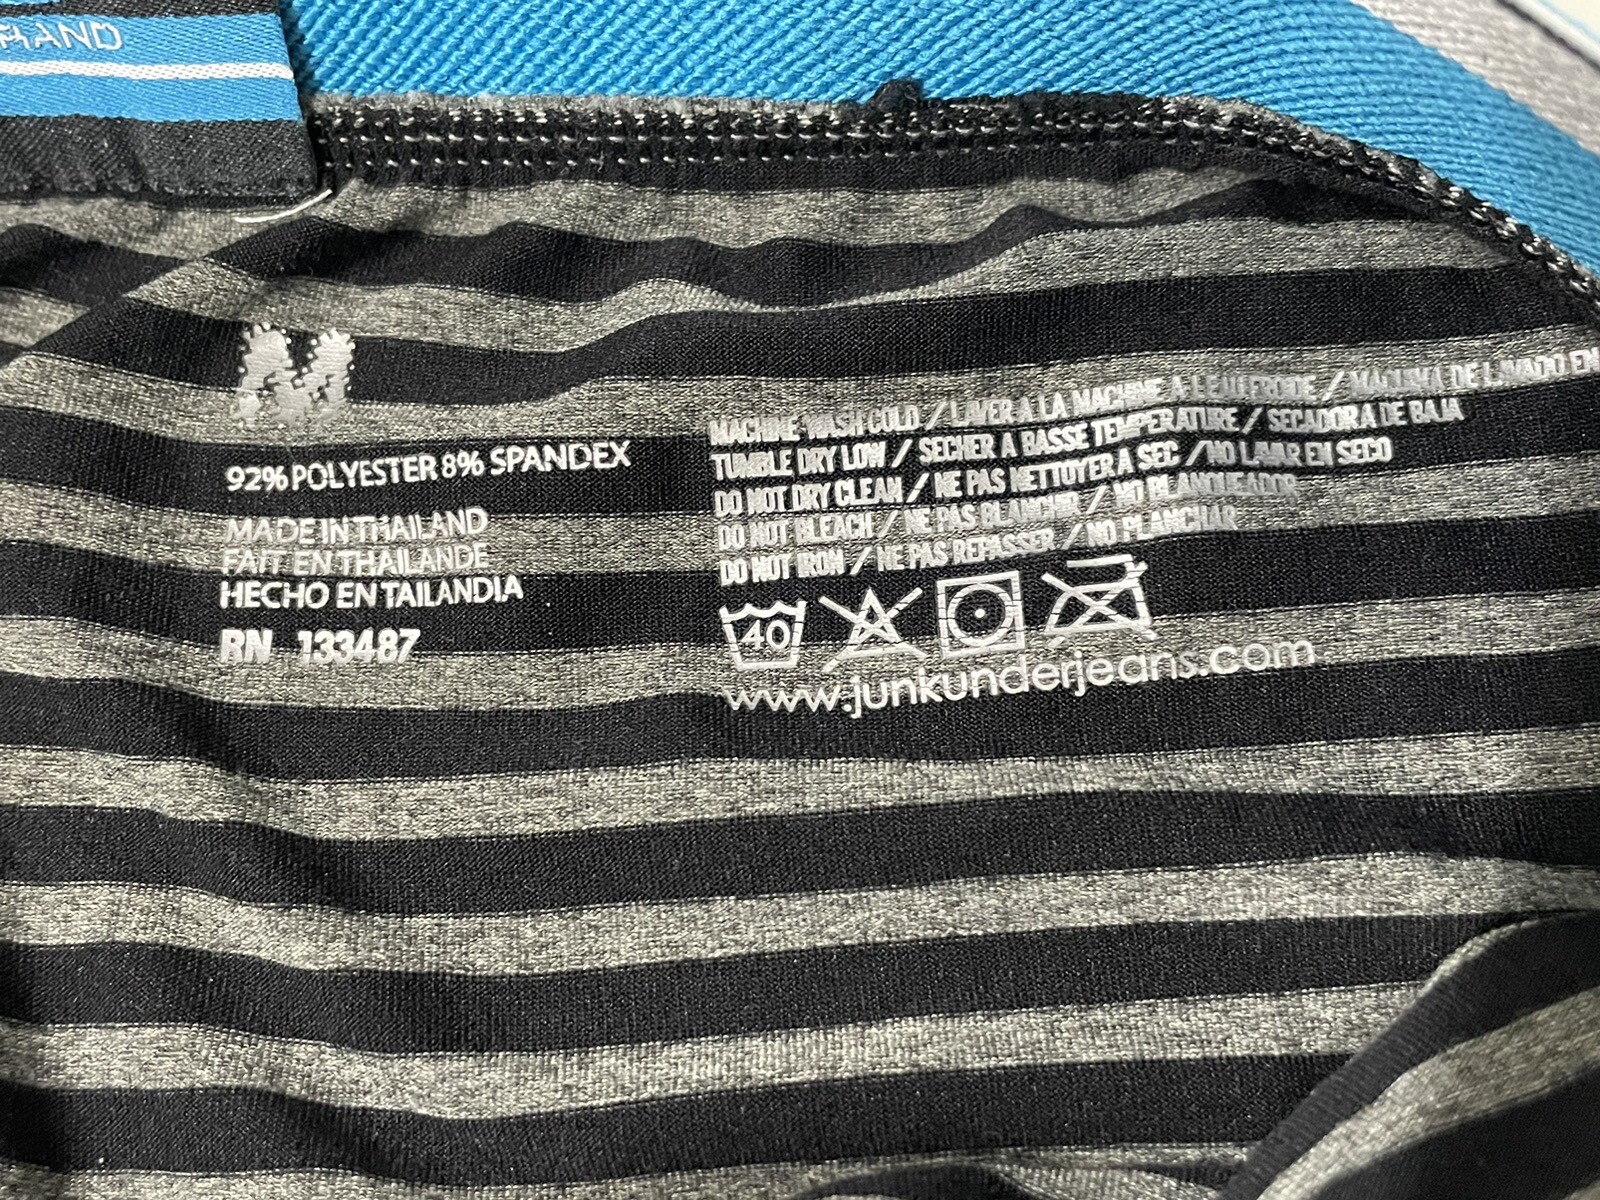 RAND
M
92% POLYESTER 8% SPANDEX
MADE IN THAILAND
FAIT EN THAILANDE
HECHO EN TAILANDIA
RN 133487
MACHINE WASH COLD / LAVER A LA MACHINE A L EAU FROIDE / MAQUINA DE LAVADO EN
TUMBLE DRY LOW / SECHER A BASSE TEMPERATURE / SECADORA DE BAJA
DO NOT DRY CLEAN / NE PAS NETTOYER A SEC / NO LAVAR EN SECO
DO NOT BLEACH / NE PAS BLANCHIR / NO BLANQUEADOR
DO NOT IRON / NE PAS REPASSER / NO PLANCHAR
40
www.junkunderjeans.com